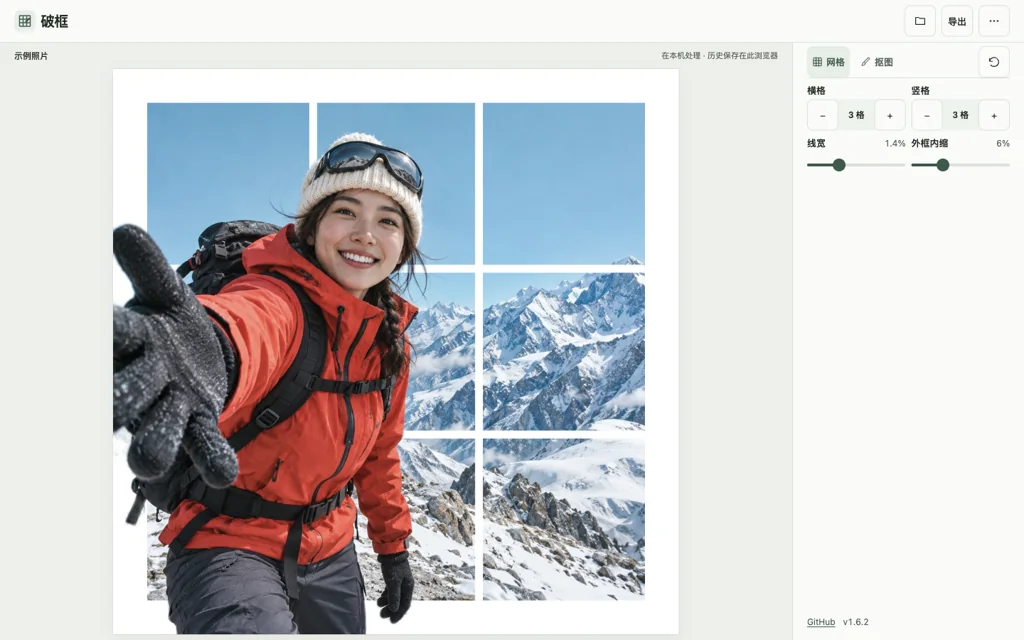 破框
导出
示例照片
在本机处理 · 历史保存在此浏览器
网格
抠图
横格
竖格
− 3 格 +
− 3 格 +
线宽 1.4%
外框内缩 6%
GitHub v1.6.2